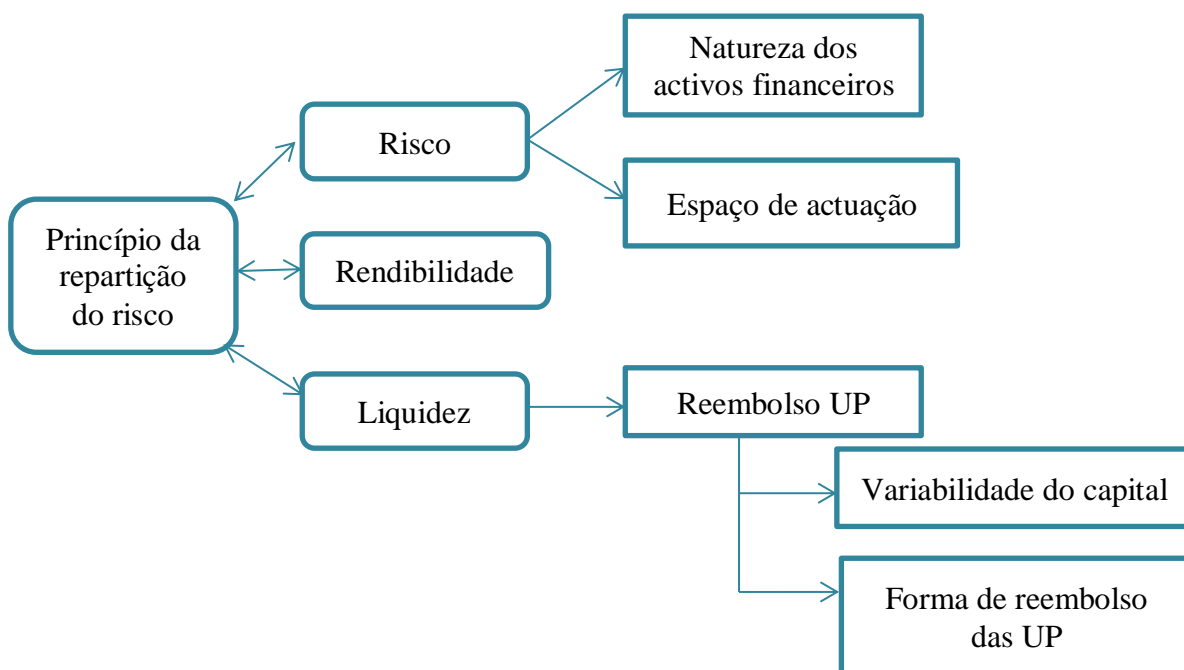 Natureza dos
activos financeiros
Risco
Espaço de actuação
Princípio da
repartição
do risco
Rendibilidade
Liquidez
Reembolso UP
Variabilidade do capital
Forma de reembolso
das UP